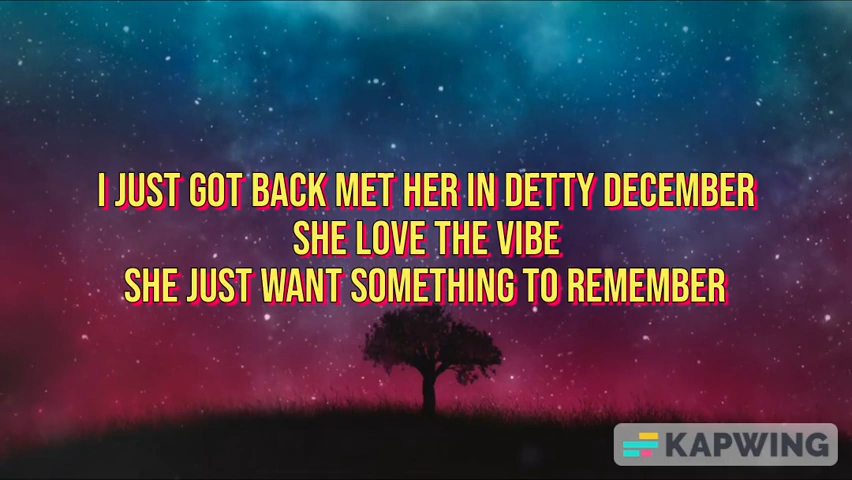 I JUST GOT BACK MET HER IN DETTY DECEMBER
SHE LOVE THE VIBE
SHE JUST WANT SOMETHING TO REMEMBER
KAPWING